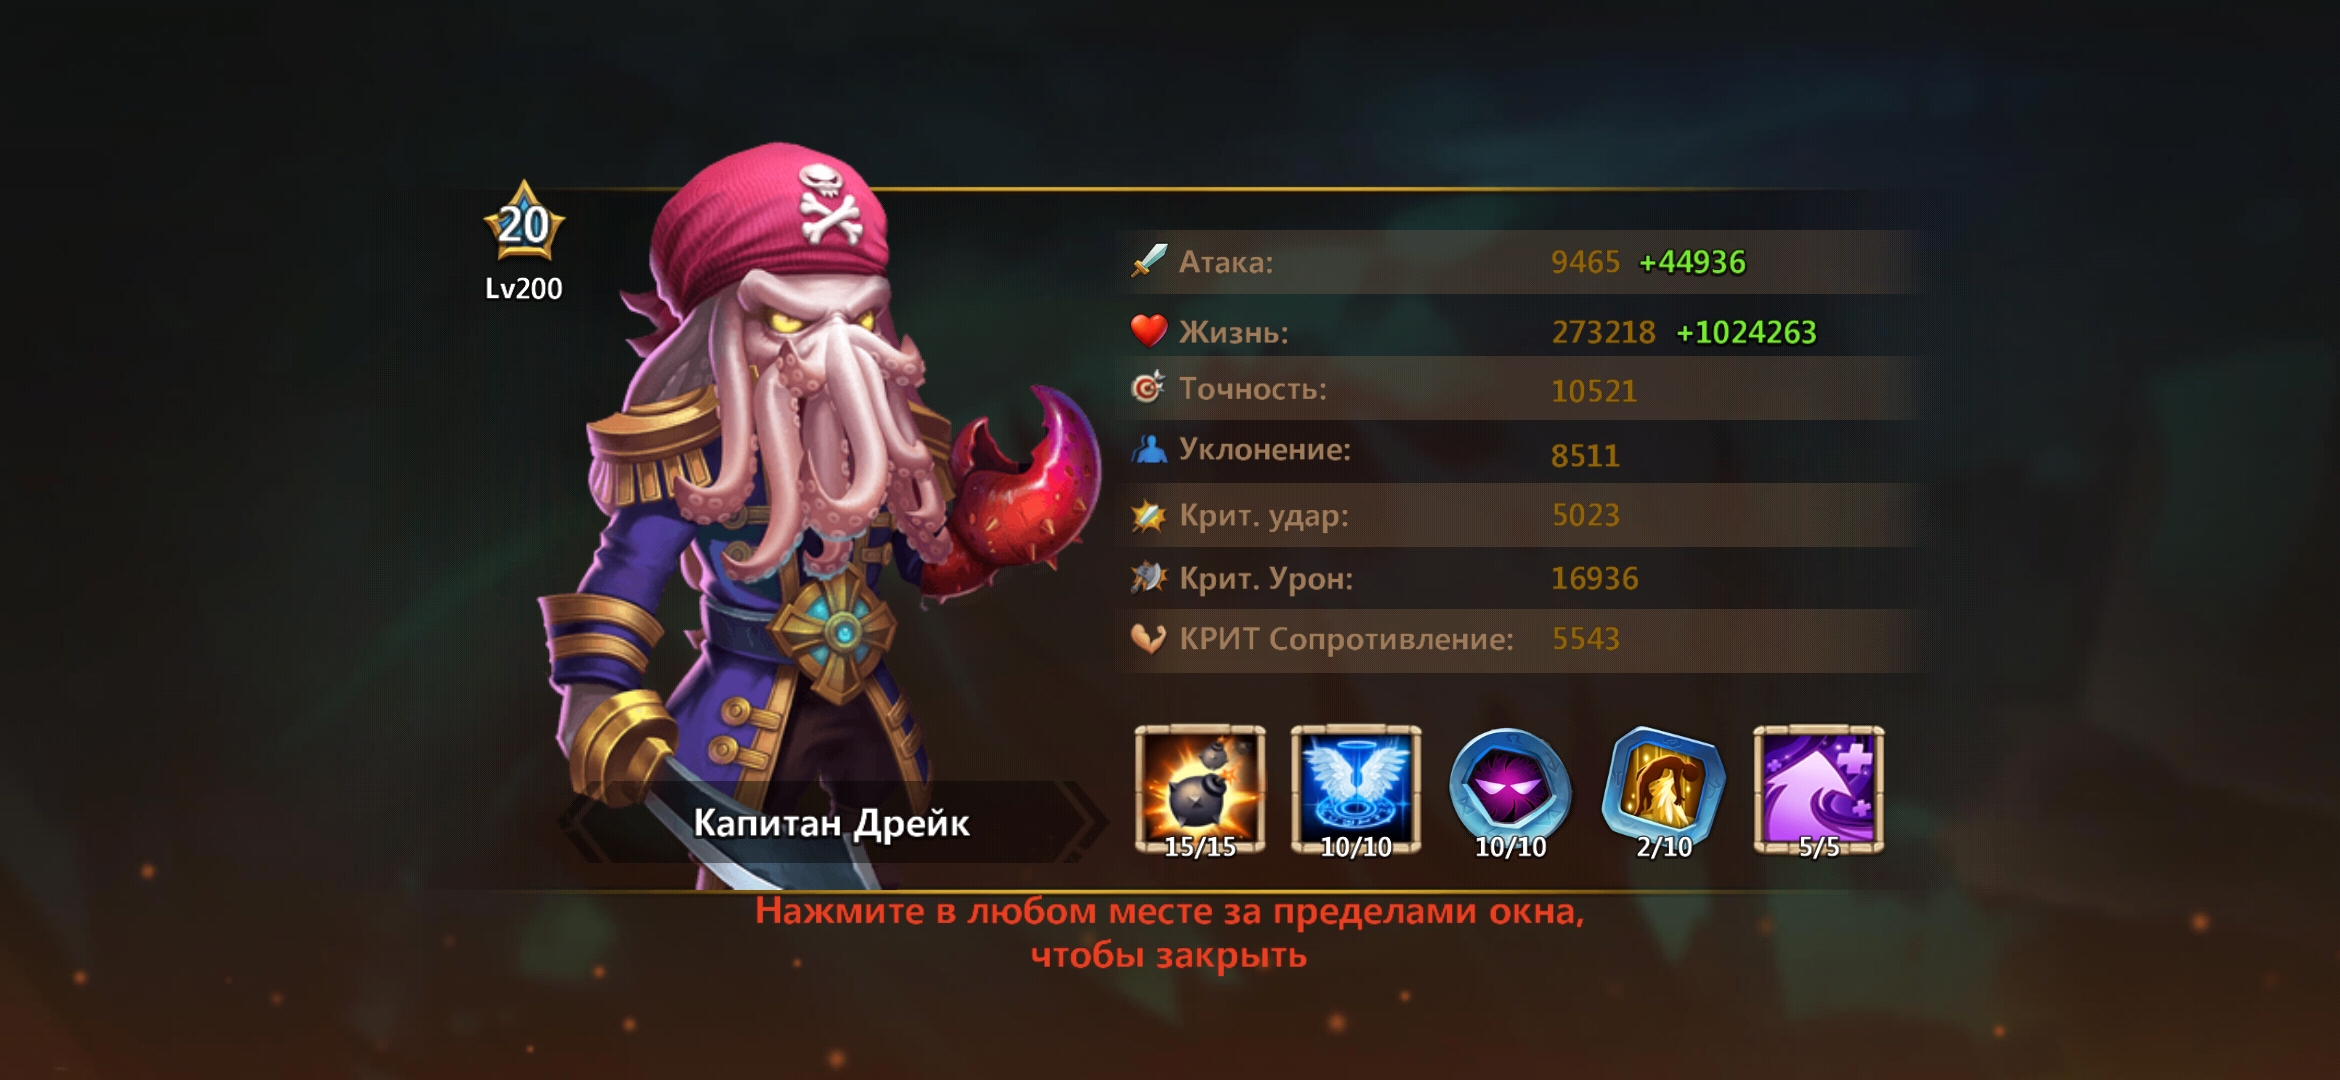 20
Lv200
Атака: 9465 +44936
Жизнь: 273218 +1024263
Точность: 10521
Уклонение: 8511
Крит. удар: 5023
Крит. Урон: 16936
КРИТ Сопротивление: 5543
Капитан Дрейк
15/15 10/10 10/10 2/10 5/5
Нажмите в любом месте за пределами окна,
чтобы закрыть